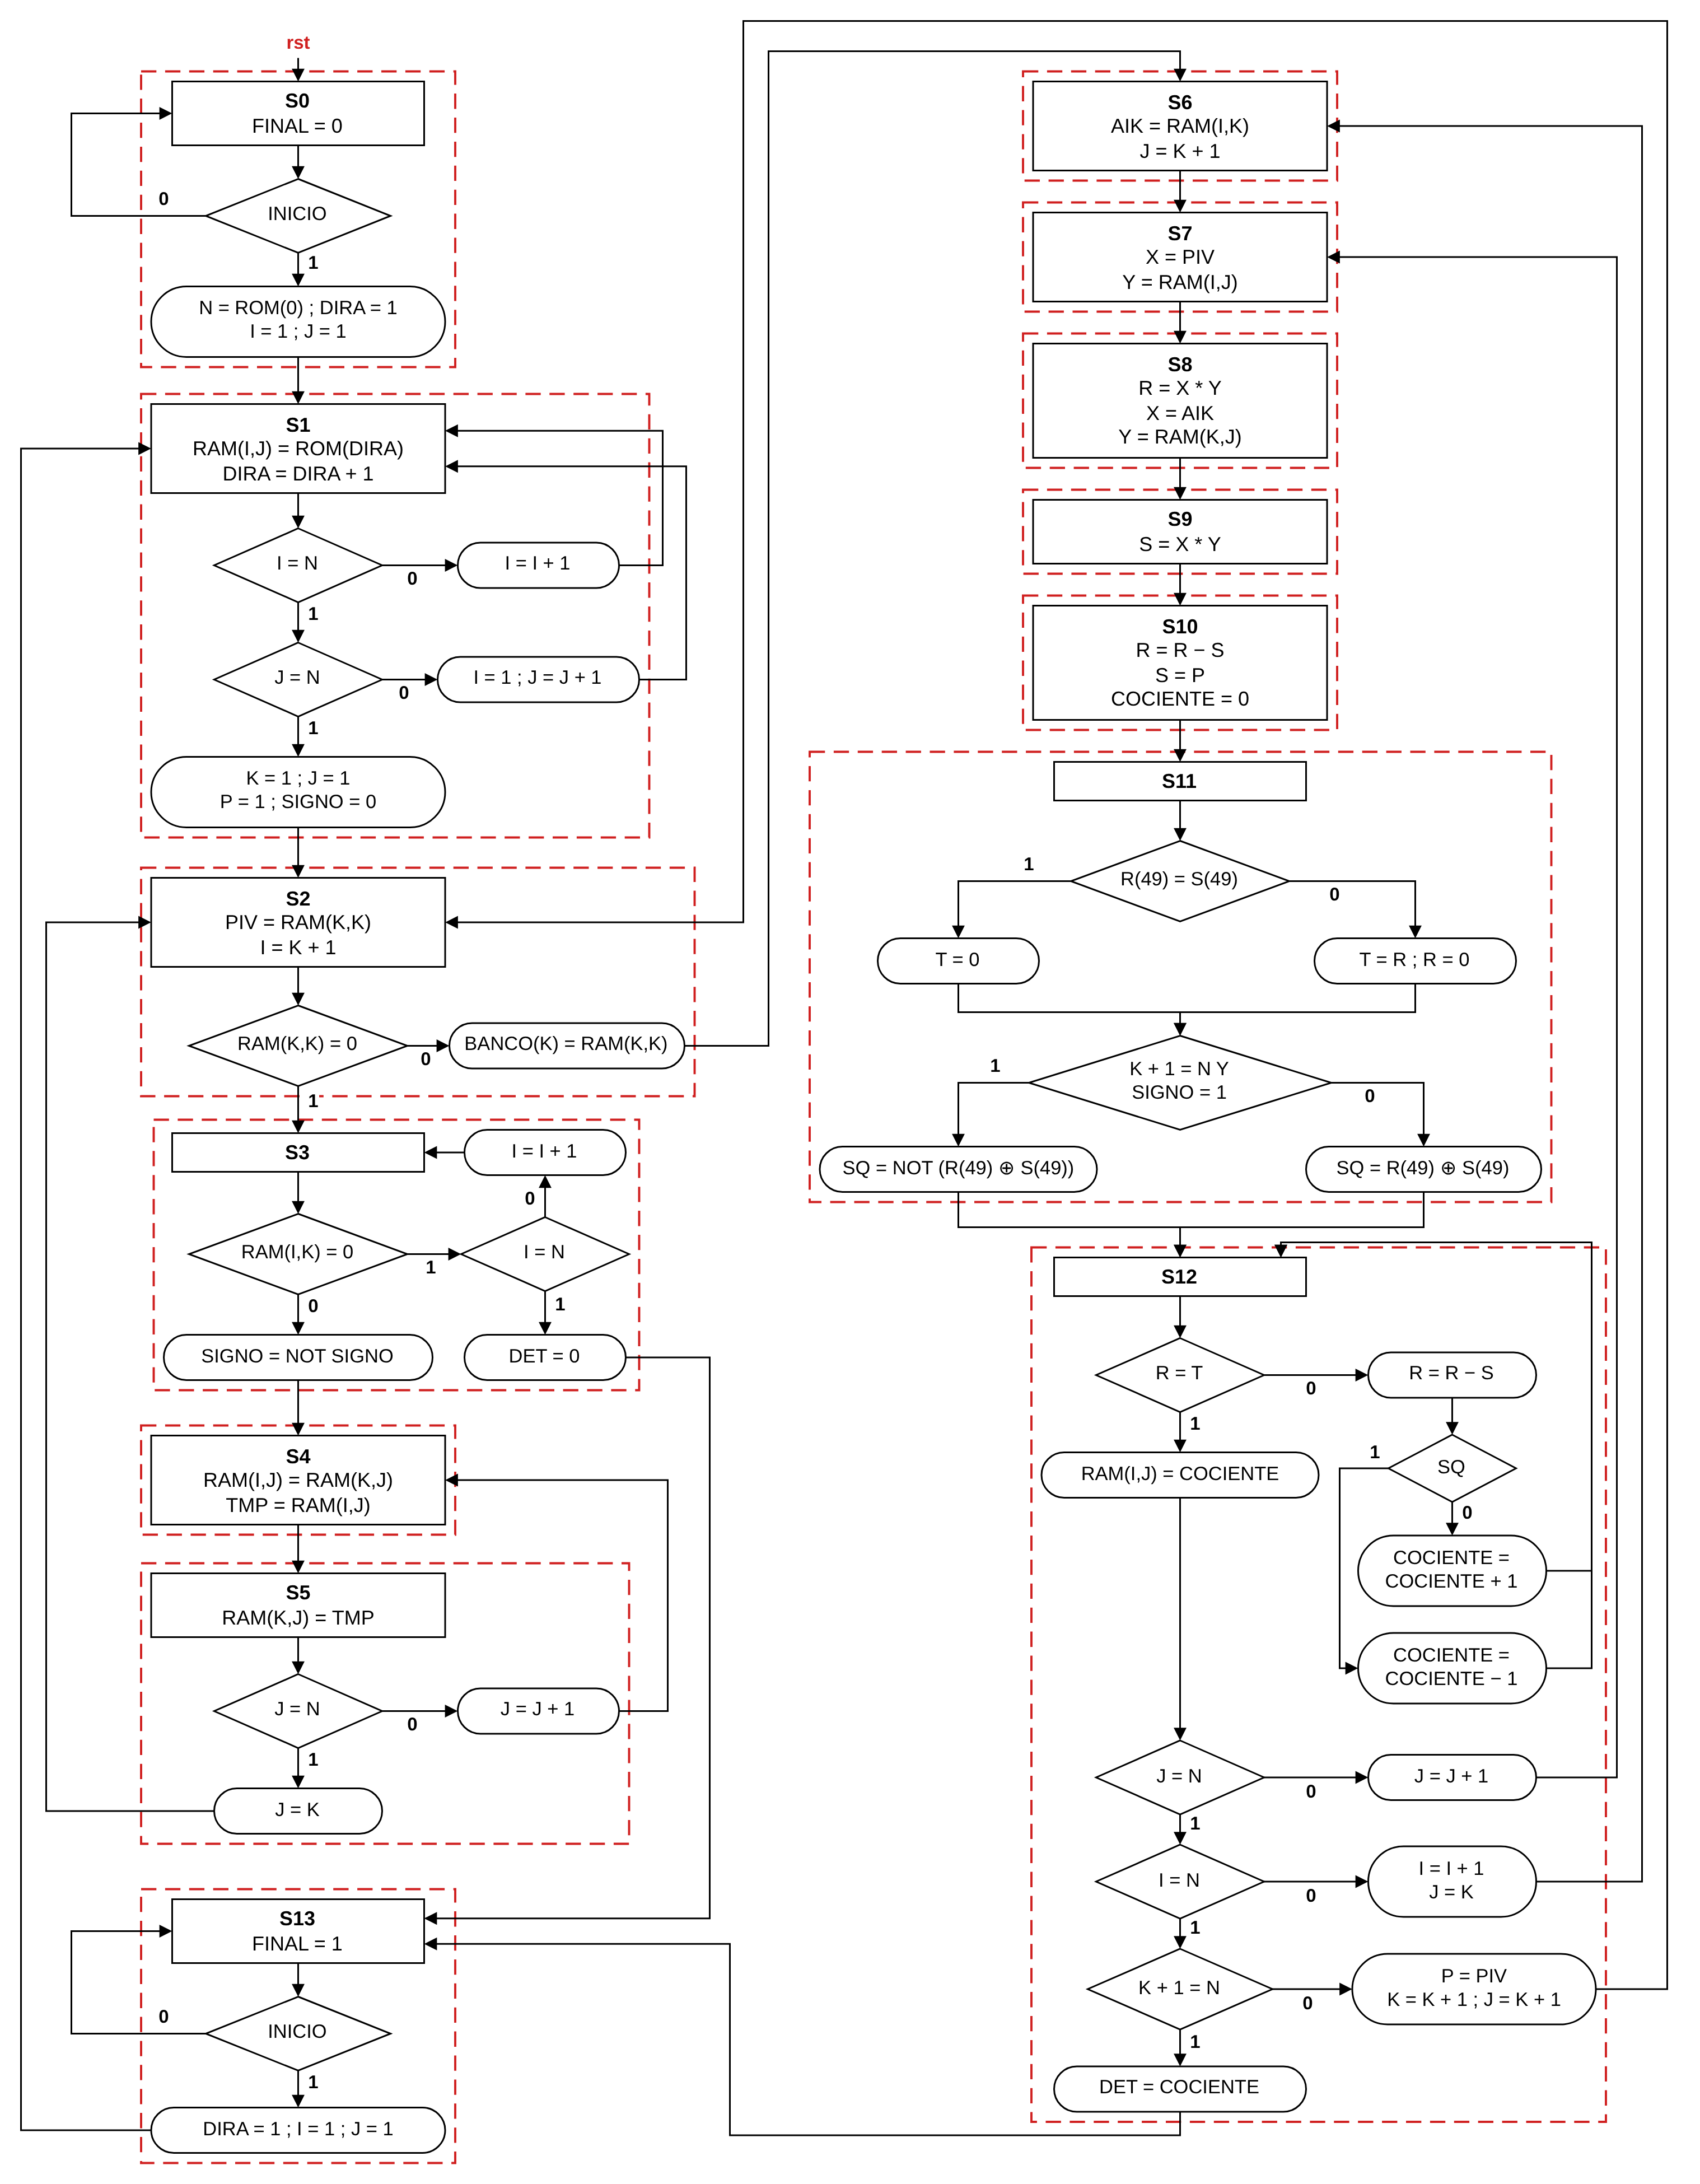 rst
S0
FINAL = 0
INICIO
0
1
N = ROM(0) ; DIRA = 1
I = 1 ; J = 1
S1
RAM(I,J) = ROM(DIRA)
DIRA = DIRA + 1
I = N
0
I = I + 1
1
J = N
0
I = 1 ; J = J + 1
1
K = 1 ; J = 1
P = 1 ; SIGNO = 0
S2
PIV = RAM(K,K)
I = K + 1
RAM(K,K) = 0
0
BANCO(K) = RAM(K,K)
1
S3
I = I + 1
0
RAM(I,K) = 0
1
I = N
0
1
SIGNO = NOT SIGNO
DET = 0
S4
RAM(I,J) = RAM(K,J)
TMP = RAM(I,J)
S5
RAM(K,J) = TMP
J = N
0
J = J + 1
1
J = K
S13
FINAL = 1
INICIO
0
1
DIRA = 1 ; I = 1 ; J = 1
S6
AIK = RAM(I,K)
J = K + 1
S7
X = PIV
Y = RAM(I,J)
S8
R = X * Y
X = AIK
Y = RAM(K,J)
S9
S = X * Y
S10
R = R − S
S = P
COCIENTE = 0
S11
R(49) = S(49)
1
0
T = 0
T = R ; R = 0
K + 1 = N Y
SIGNO = 1
1
0
SQ = NOT (R(49) ⊕ S(49))
SQ = R(49) ⊕ S(49)
S12
R = T
0
R = R − S
1
RAM(I,J) = COCIENTE
SQ
1
0
COCIENTE =
COCIENTE + 1
COCIENTE =
COCIENTE − 1
J = N
0
J = J + 1
1
I = N
0
I = I + 1
J = K
1
K + 1 = N
0
P = PIV
K = K + 1 ; J = K + 1
1
DET = COCIENTE